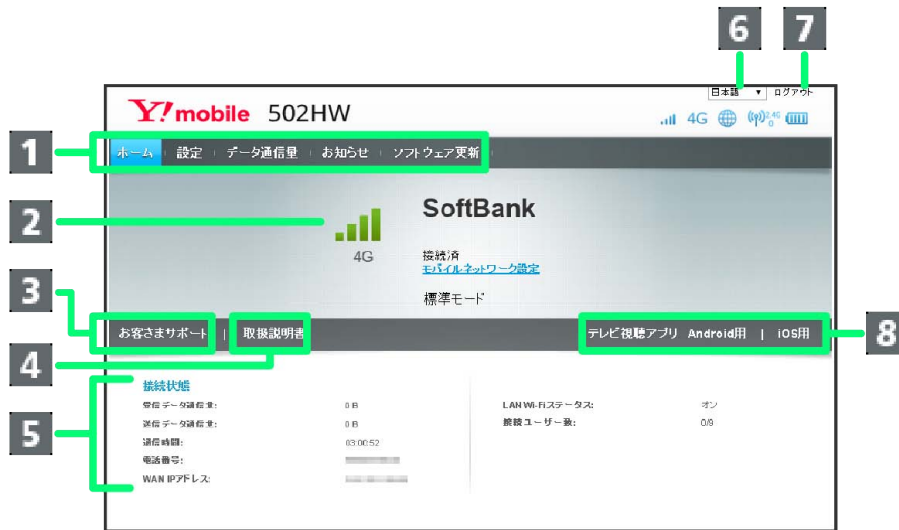 6 7
日本語 ▼ ログアウト
Y!mobile 502HW
4G 2.4G 0
1
ホーム 設定 データ通信量 お知らせ ソフトウェア更新
2
SoftBank
4G
接続済
モバイルネットワーク設定
標準モード
3
お客さまサポート | 取扱説明書
テレビ視聴アプリ Android用 | iOS用
8
4
5
接続状態
受信データ通信量: 0 B
送信データ通信量: 0 B
通信時間: 03:00:52
電話番号:
WAN IPアドレス:
LAN Wi-Fiステータス: オン
接続ユーザー数: 0/9